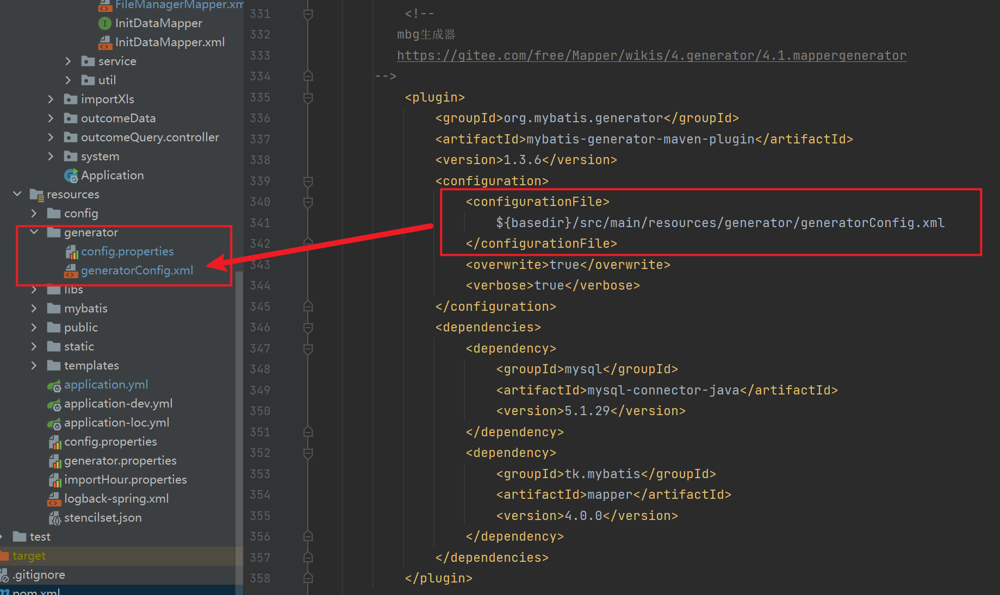 FileManagerMapper.xm
InitDataMapper
InitDataMapper.xml
service
util
importXls
outcomeData
outcomeQuery.controller
system
Application
resources
config
generator
config.properties
generatorConfig.xml
libs
mybatis
public
static
templates
application.yml
application-dev.yml
application-loc.yml
config.properties
generator.properties
importHour.properties
logback-spring.xml
stencilset.json
test
target
.gitignore
pom.xml
331 <!--
332 mbg生成器
333 https://gitee.com/free/Mapper/wikis/4.generator/4.1.mappergenerator
334 -->
335 <plugin>
336 <groupId>org.mybatis.generator</groupId>
337 <artifactId>mybatis-generator-maven-plugin</artifactId>
338 <version>1.3.6</version>
339 <configuration>
340 <configurationFile>
341 ${basedir}/src/main/resources/generator/generatorConfig.xml
342 </configurationFile>
343 <overwrite>true</overwrite>
344 <verbose>true</verbose>
345 </configuration>
346 <dependencies>
347 <dependency>
348 <groupId>mysql</groupId>
349 <artifactId>mysql-connector-java</artifactId>
350 <version>5.1.29</version>
351 </dependency>
352 <dependency>
353 <groupId>tk.mybatis</groupId>
354 <artifactId>mapper</artifactId>
355 <version>4.0.0</version>
356 </dependency>
357 </dependencies>
358 </plugin>